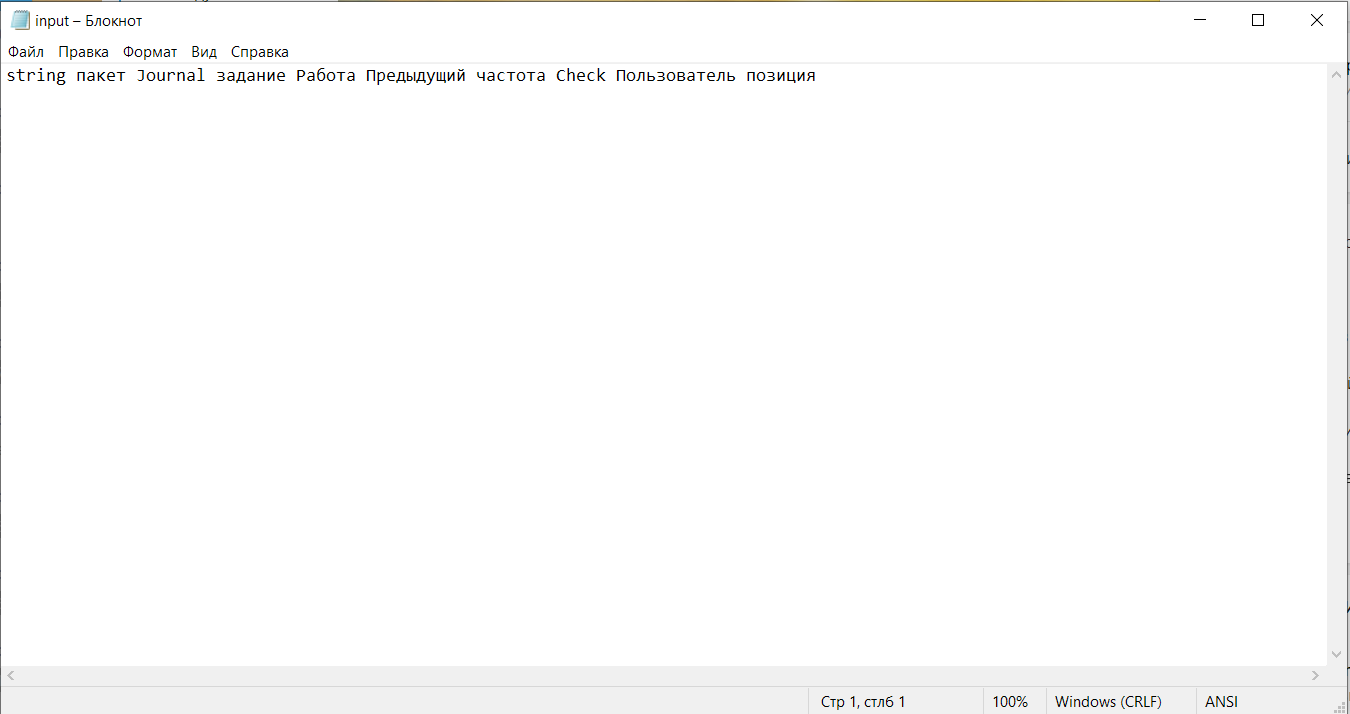 input – Блокнот
Файл Правка Формат Вид Справка
string пакет Journal задание Работа Предыдущий частота Check Пользователь позиция
Стр 1, стлб 1 100% Windows (CRLF) ANSI